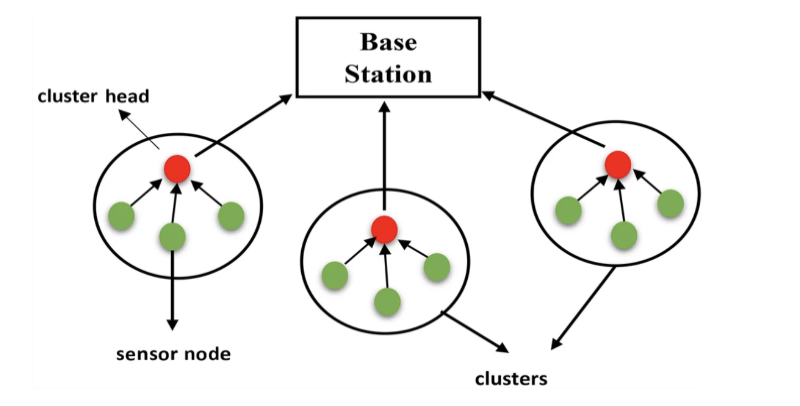 Base
Station
cluster head
sensor node
clusters